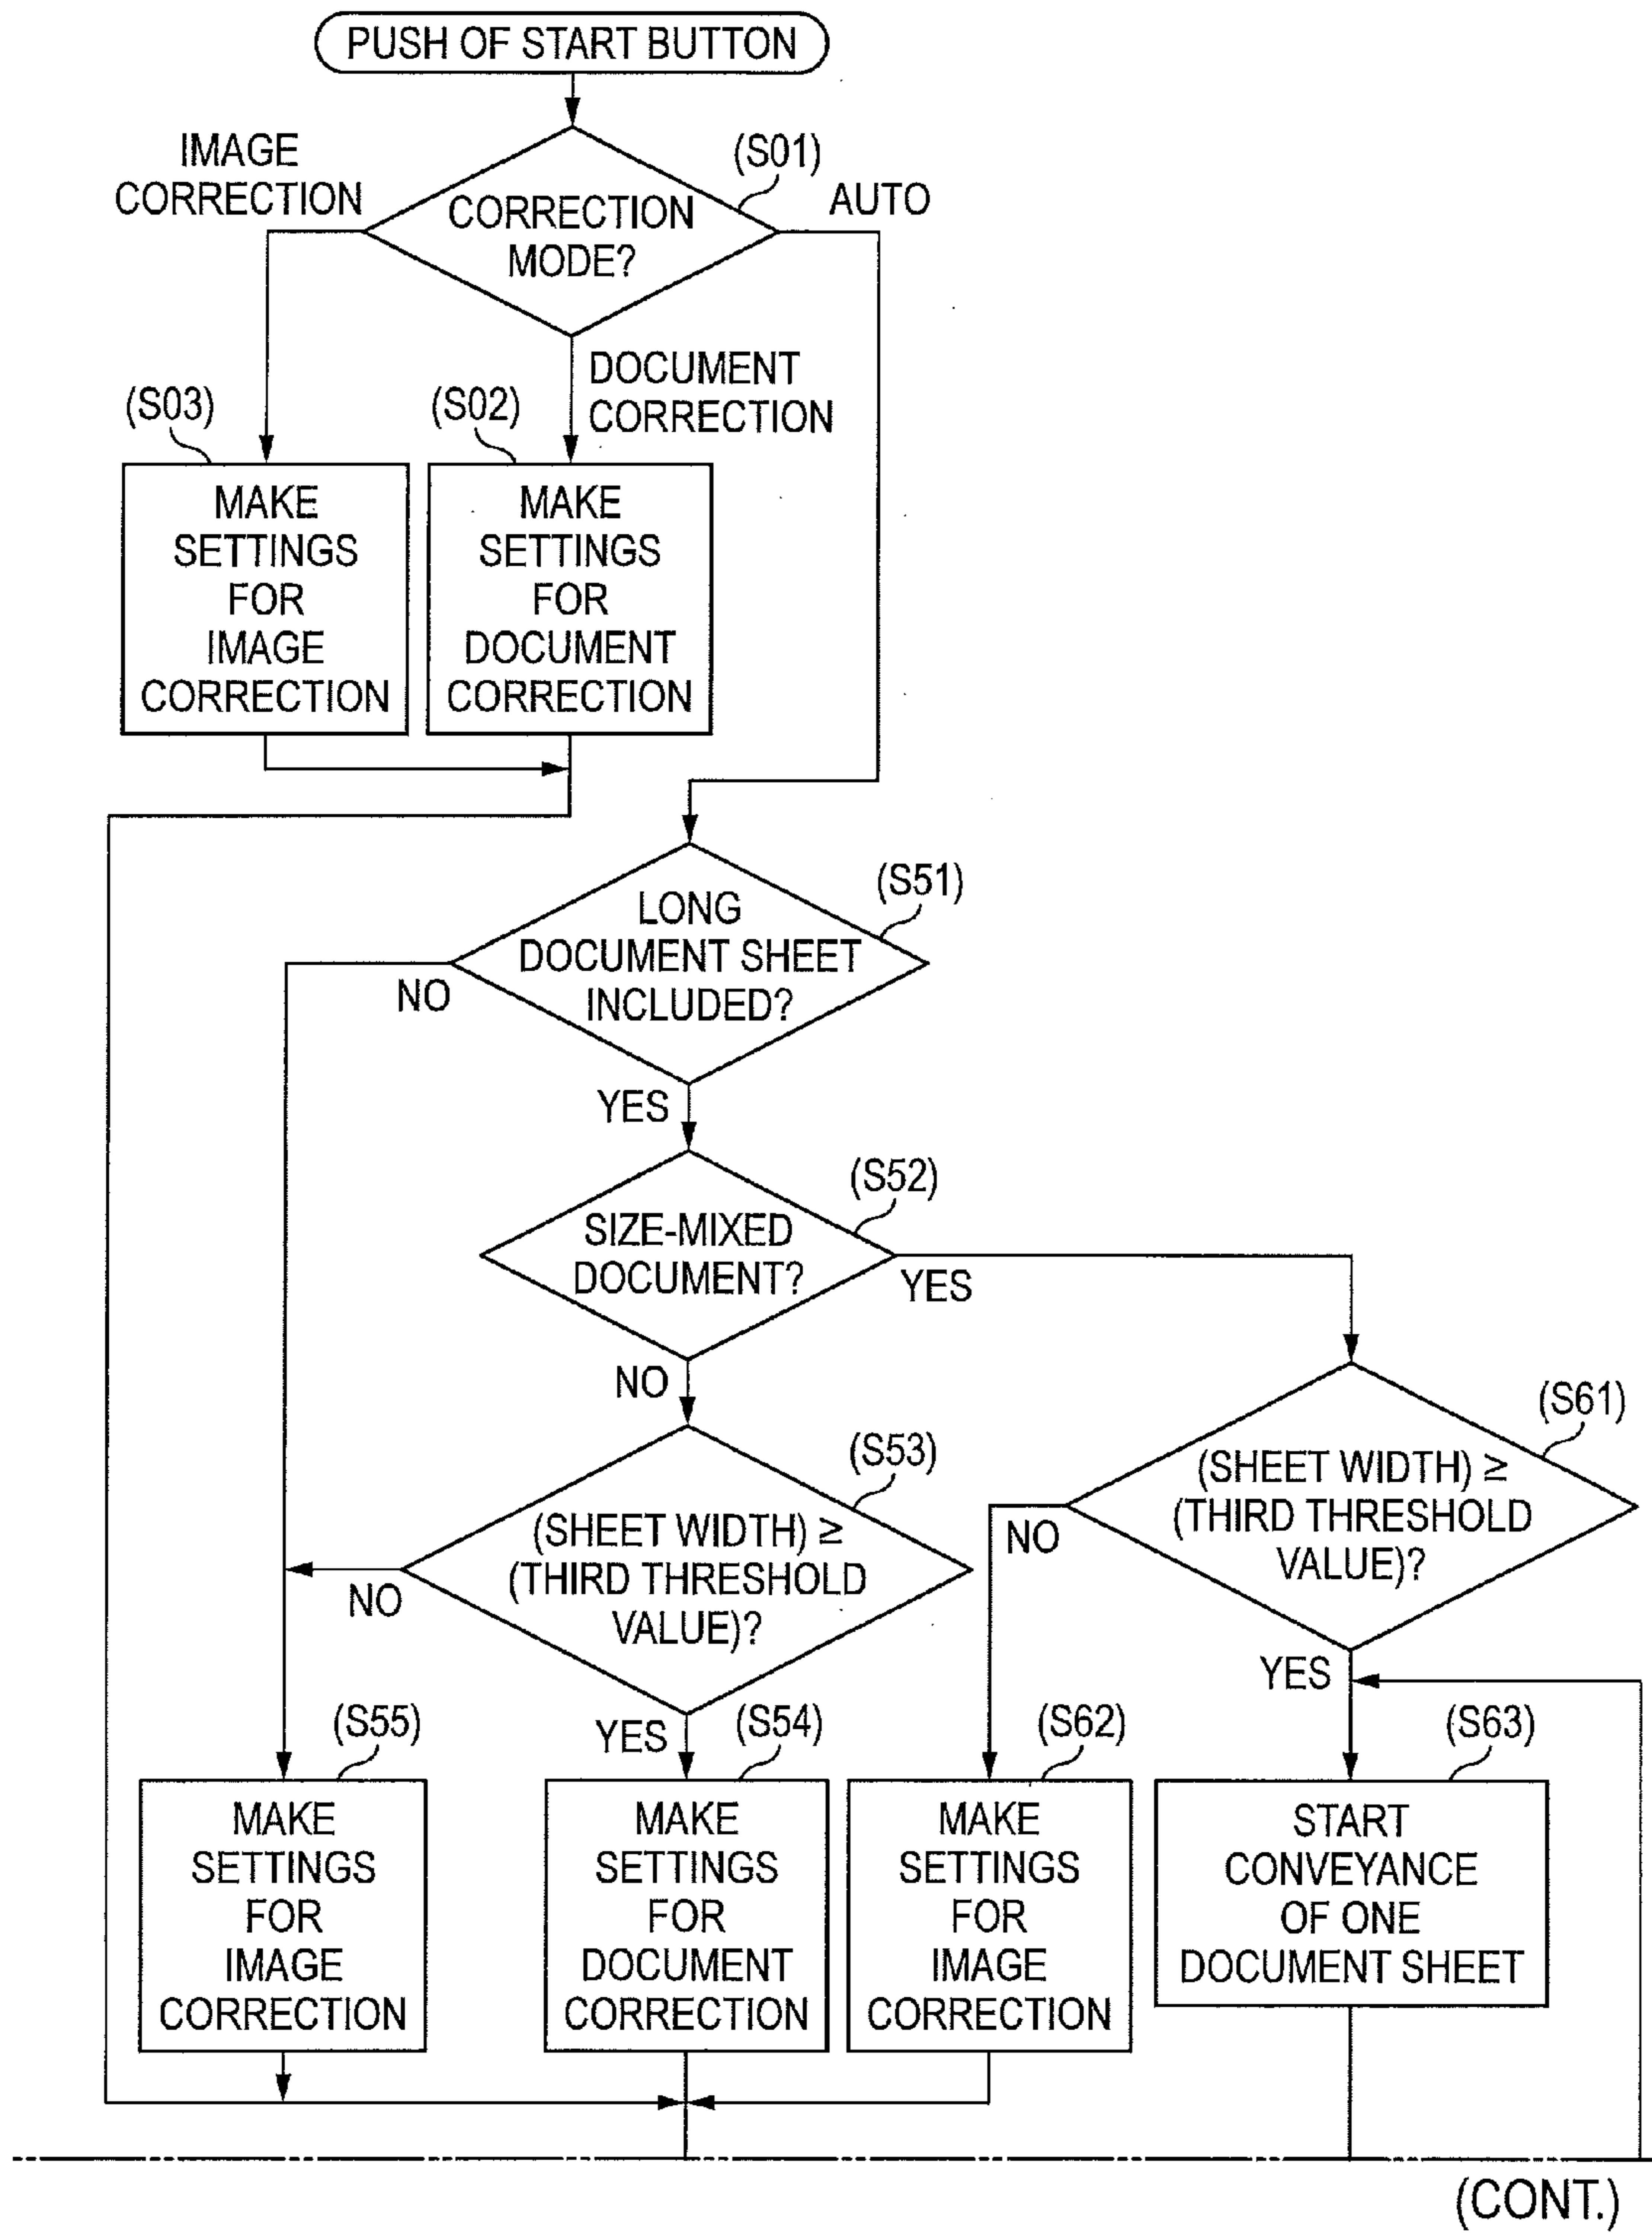 PUSH OF START BUTTON
IMAGE
CORRECTION
(S01)
AUTO
CORRECTION
MODE?
DOCUMENT
CORRECTION
(S03)
(S02)
MAKE
SETTINGS
FOR
IMAGE
CORRECTION
MAKE
SETTINGS
FOR
DOCUMENT
CORRECTION
(S51)
LONG
DOCUMENT SHEET
INCLUDED?
NO
YES
(S52)
SIZE-MIXED
DOCUMENT?
YES
NO
(S61)
(SHEET WIDTH) ≥
(THIRD THRESHOLD
VALUE)?
NO
YES
(S53)
(SHEET WIDTH) ≥
(THIRD THRESHOLD
VALUE)?
NO
YES
(S55)
(S54)
(S62)
(S63)
MAKE
SETTINGS
FOR
IMAGE
CORRECTION
MAKE
SETTINGS
FOR
DOCUMENT
CORRECTION
MAKE
SETTINGS
FOR
IMAGE
CORRECTION
START
CONVEYANCE
OF ONE
DOCUMENT SHEET
(CONT.)